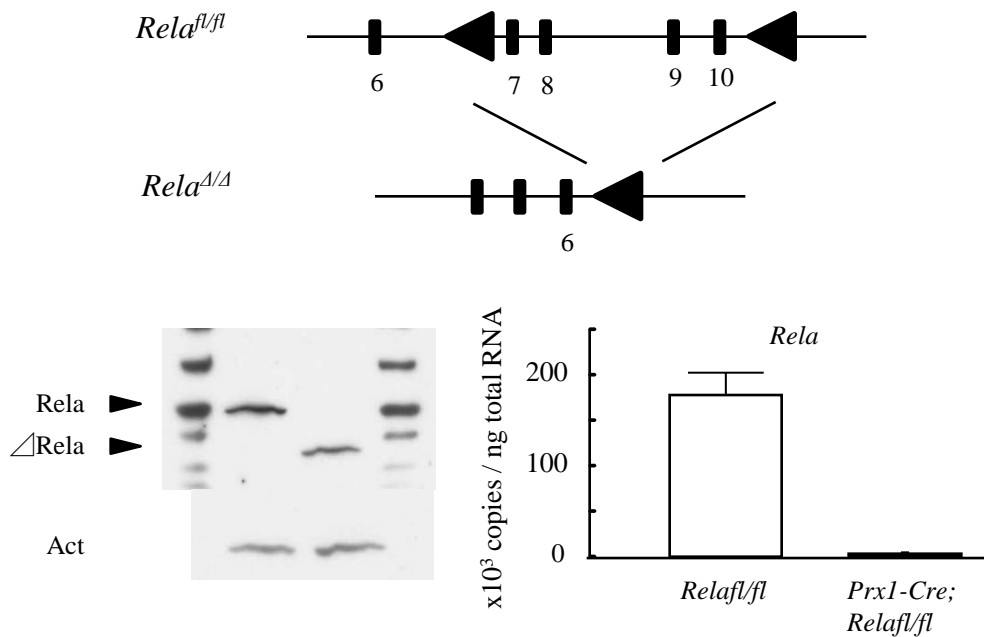 Rela^fl/fl
6 7 8 9 10
Rela^Δ/Δ
6
Rela
△Rela
Act
x10³ copies / ng total RNA
Rela
200
100
0
Relafl/fl
Prx1-Cre;
Relafl/fl